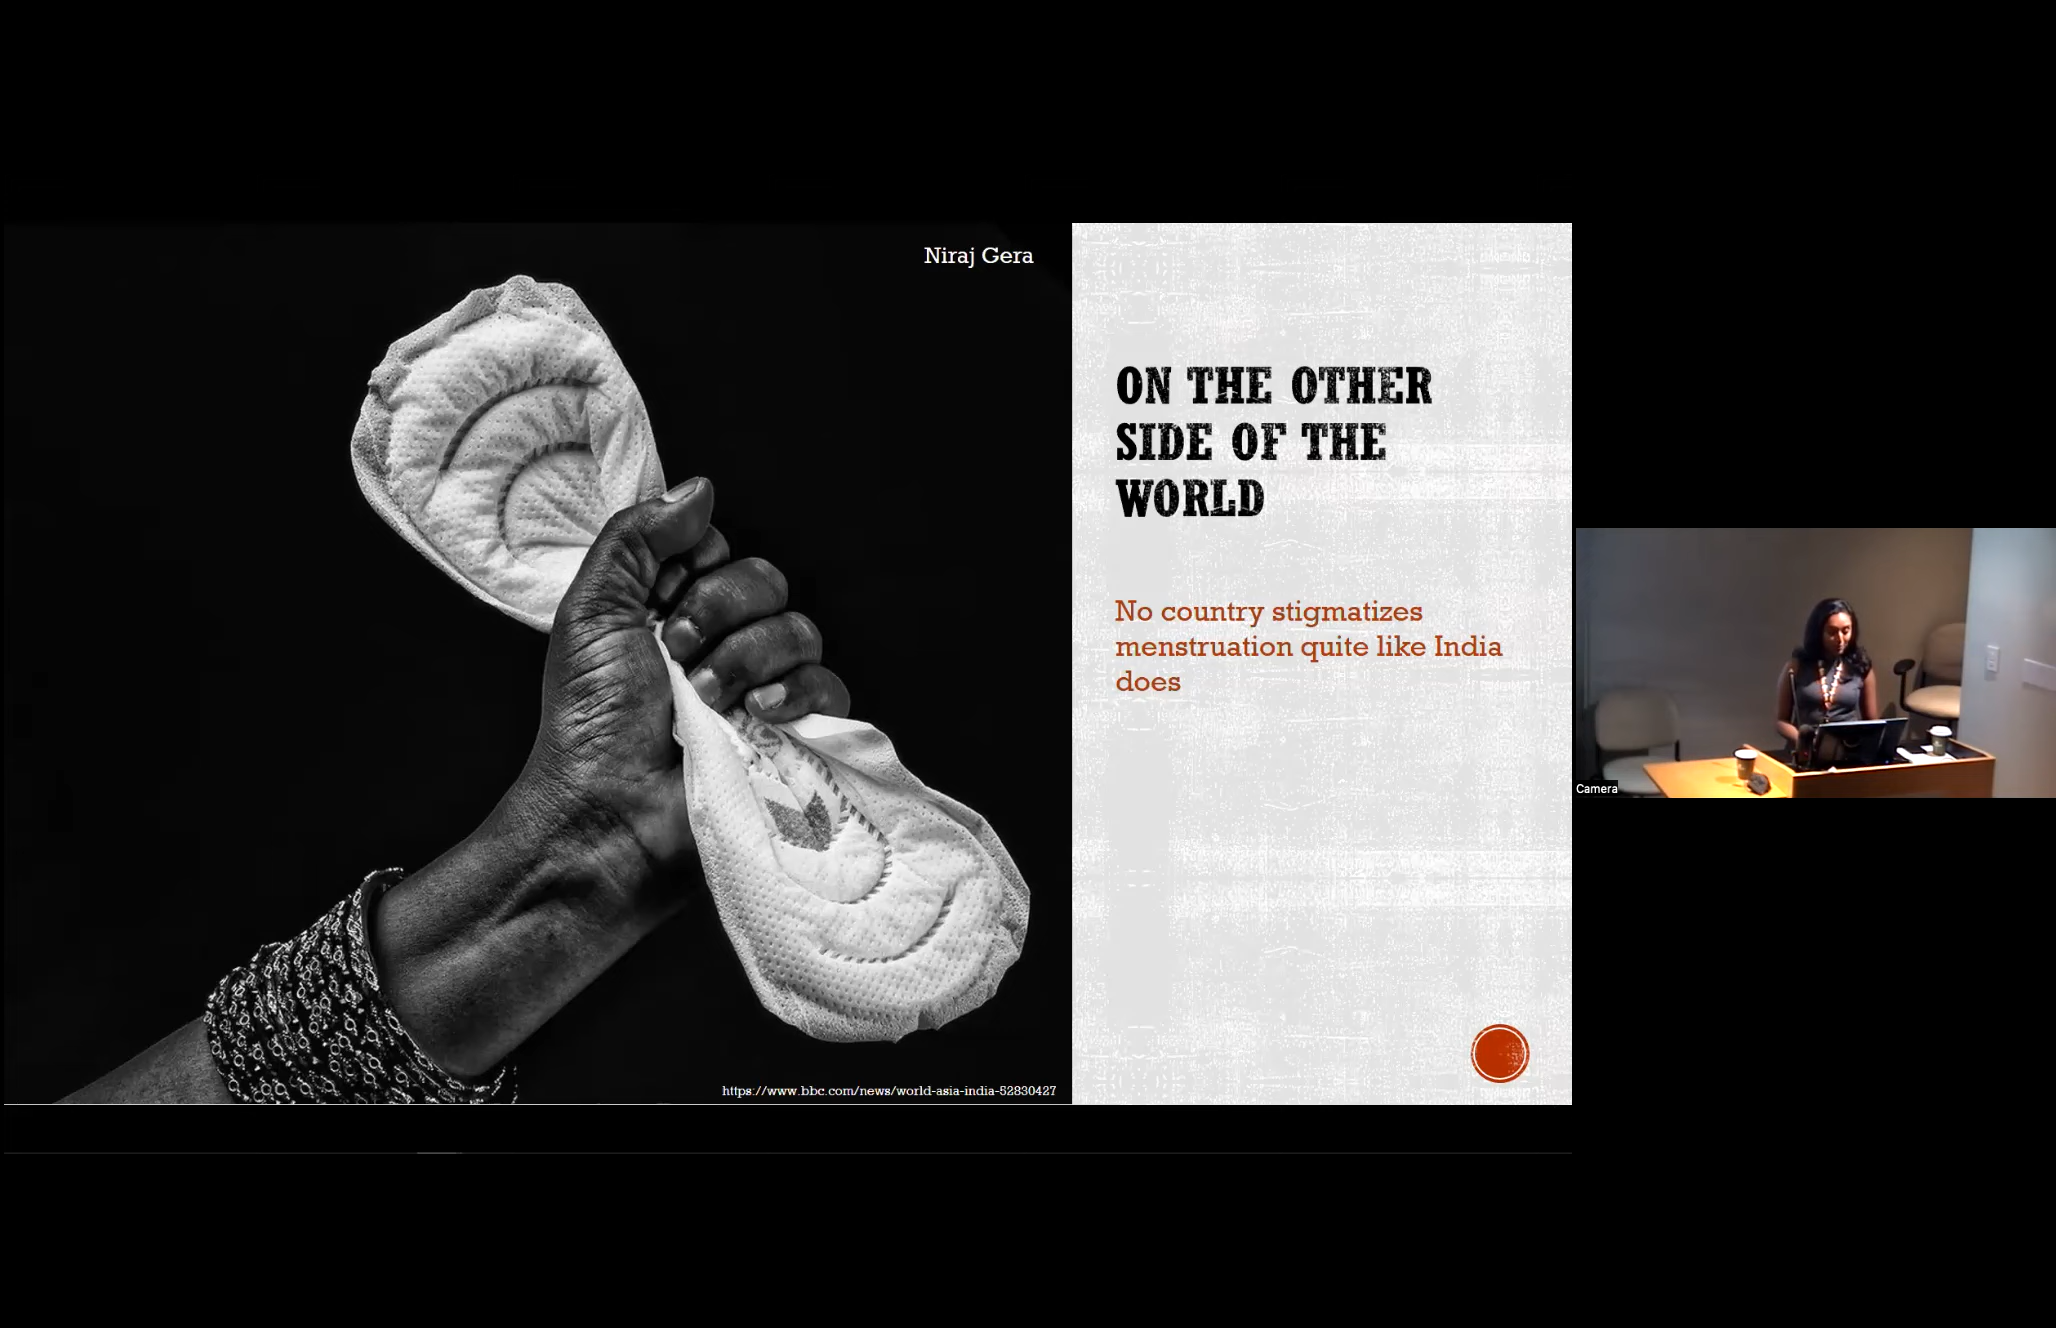 Niraj Gera
ON THE OTHER
SIDE OF THE
WORLD
No country stigmatizes
menstruation quite like India
does
https://www.bbc.com/news/world-asia-india-52830427
Camera